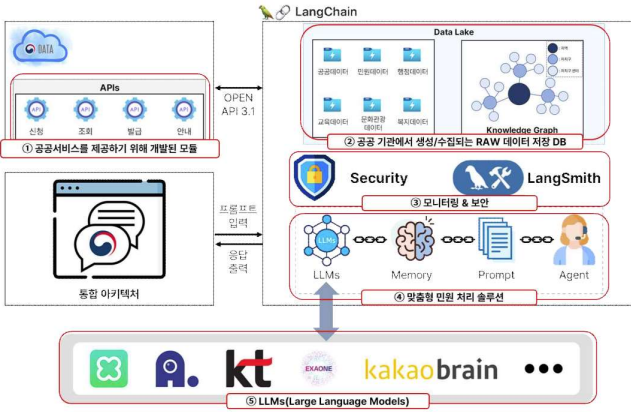 LangChain
DATA
APIs
API
API
API
API
신청
조회
발급
안내
① 공공서비스를 제공하기 위해 개발된 모듈
OPEN
API 3.1
Data Lake
공공데이터
민원데이터
행정데이터
교육데이터
문화관광
데이터
복지데이터
Knowledge Graph
② 공공 기관에서 생성/수집되는 RAW 데이터 저장 DB
Security
LangSmith
③ 모니터링 & 보안
프롬프트
입력
응답
출력
통합 아키텍처
LLMs
LLMs
Memory
Prompt
Agent
④ 맞춤형 민원 처리 솔루션
A.
kt
EXAONE
kakaobrain
⑤ LLMs(Large Language Models)